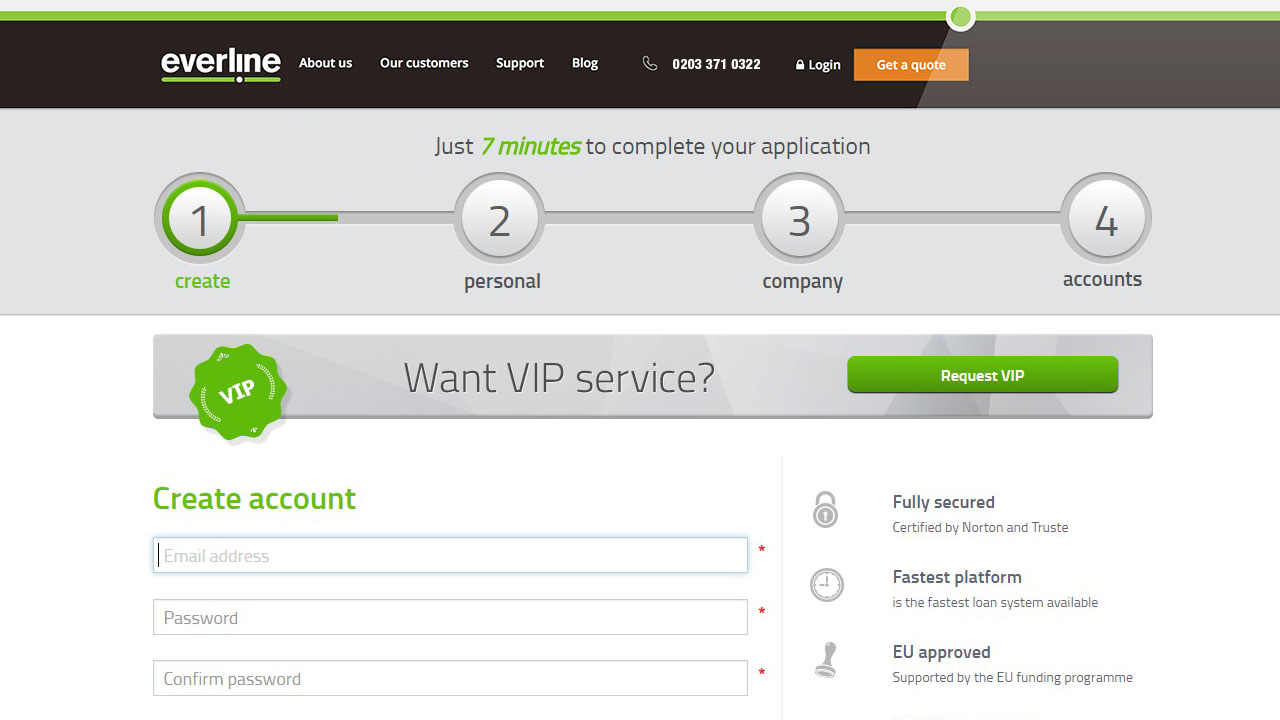 everline
About us
Our customers
Support
Blog
0203 371 0322
Login
Get a quote
Just 7 minutes to complete your application
1
2
3
4
create
personal
company
accounts
VIP
Want VIP service?
Request VIP
Create account
Email address *
Password *
Confirm password *
Fully secured
Certified by Norton and Truste
Fastest platform
is the fastest loan system available
EU approved
Supported by the EU funding programme